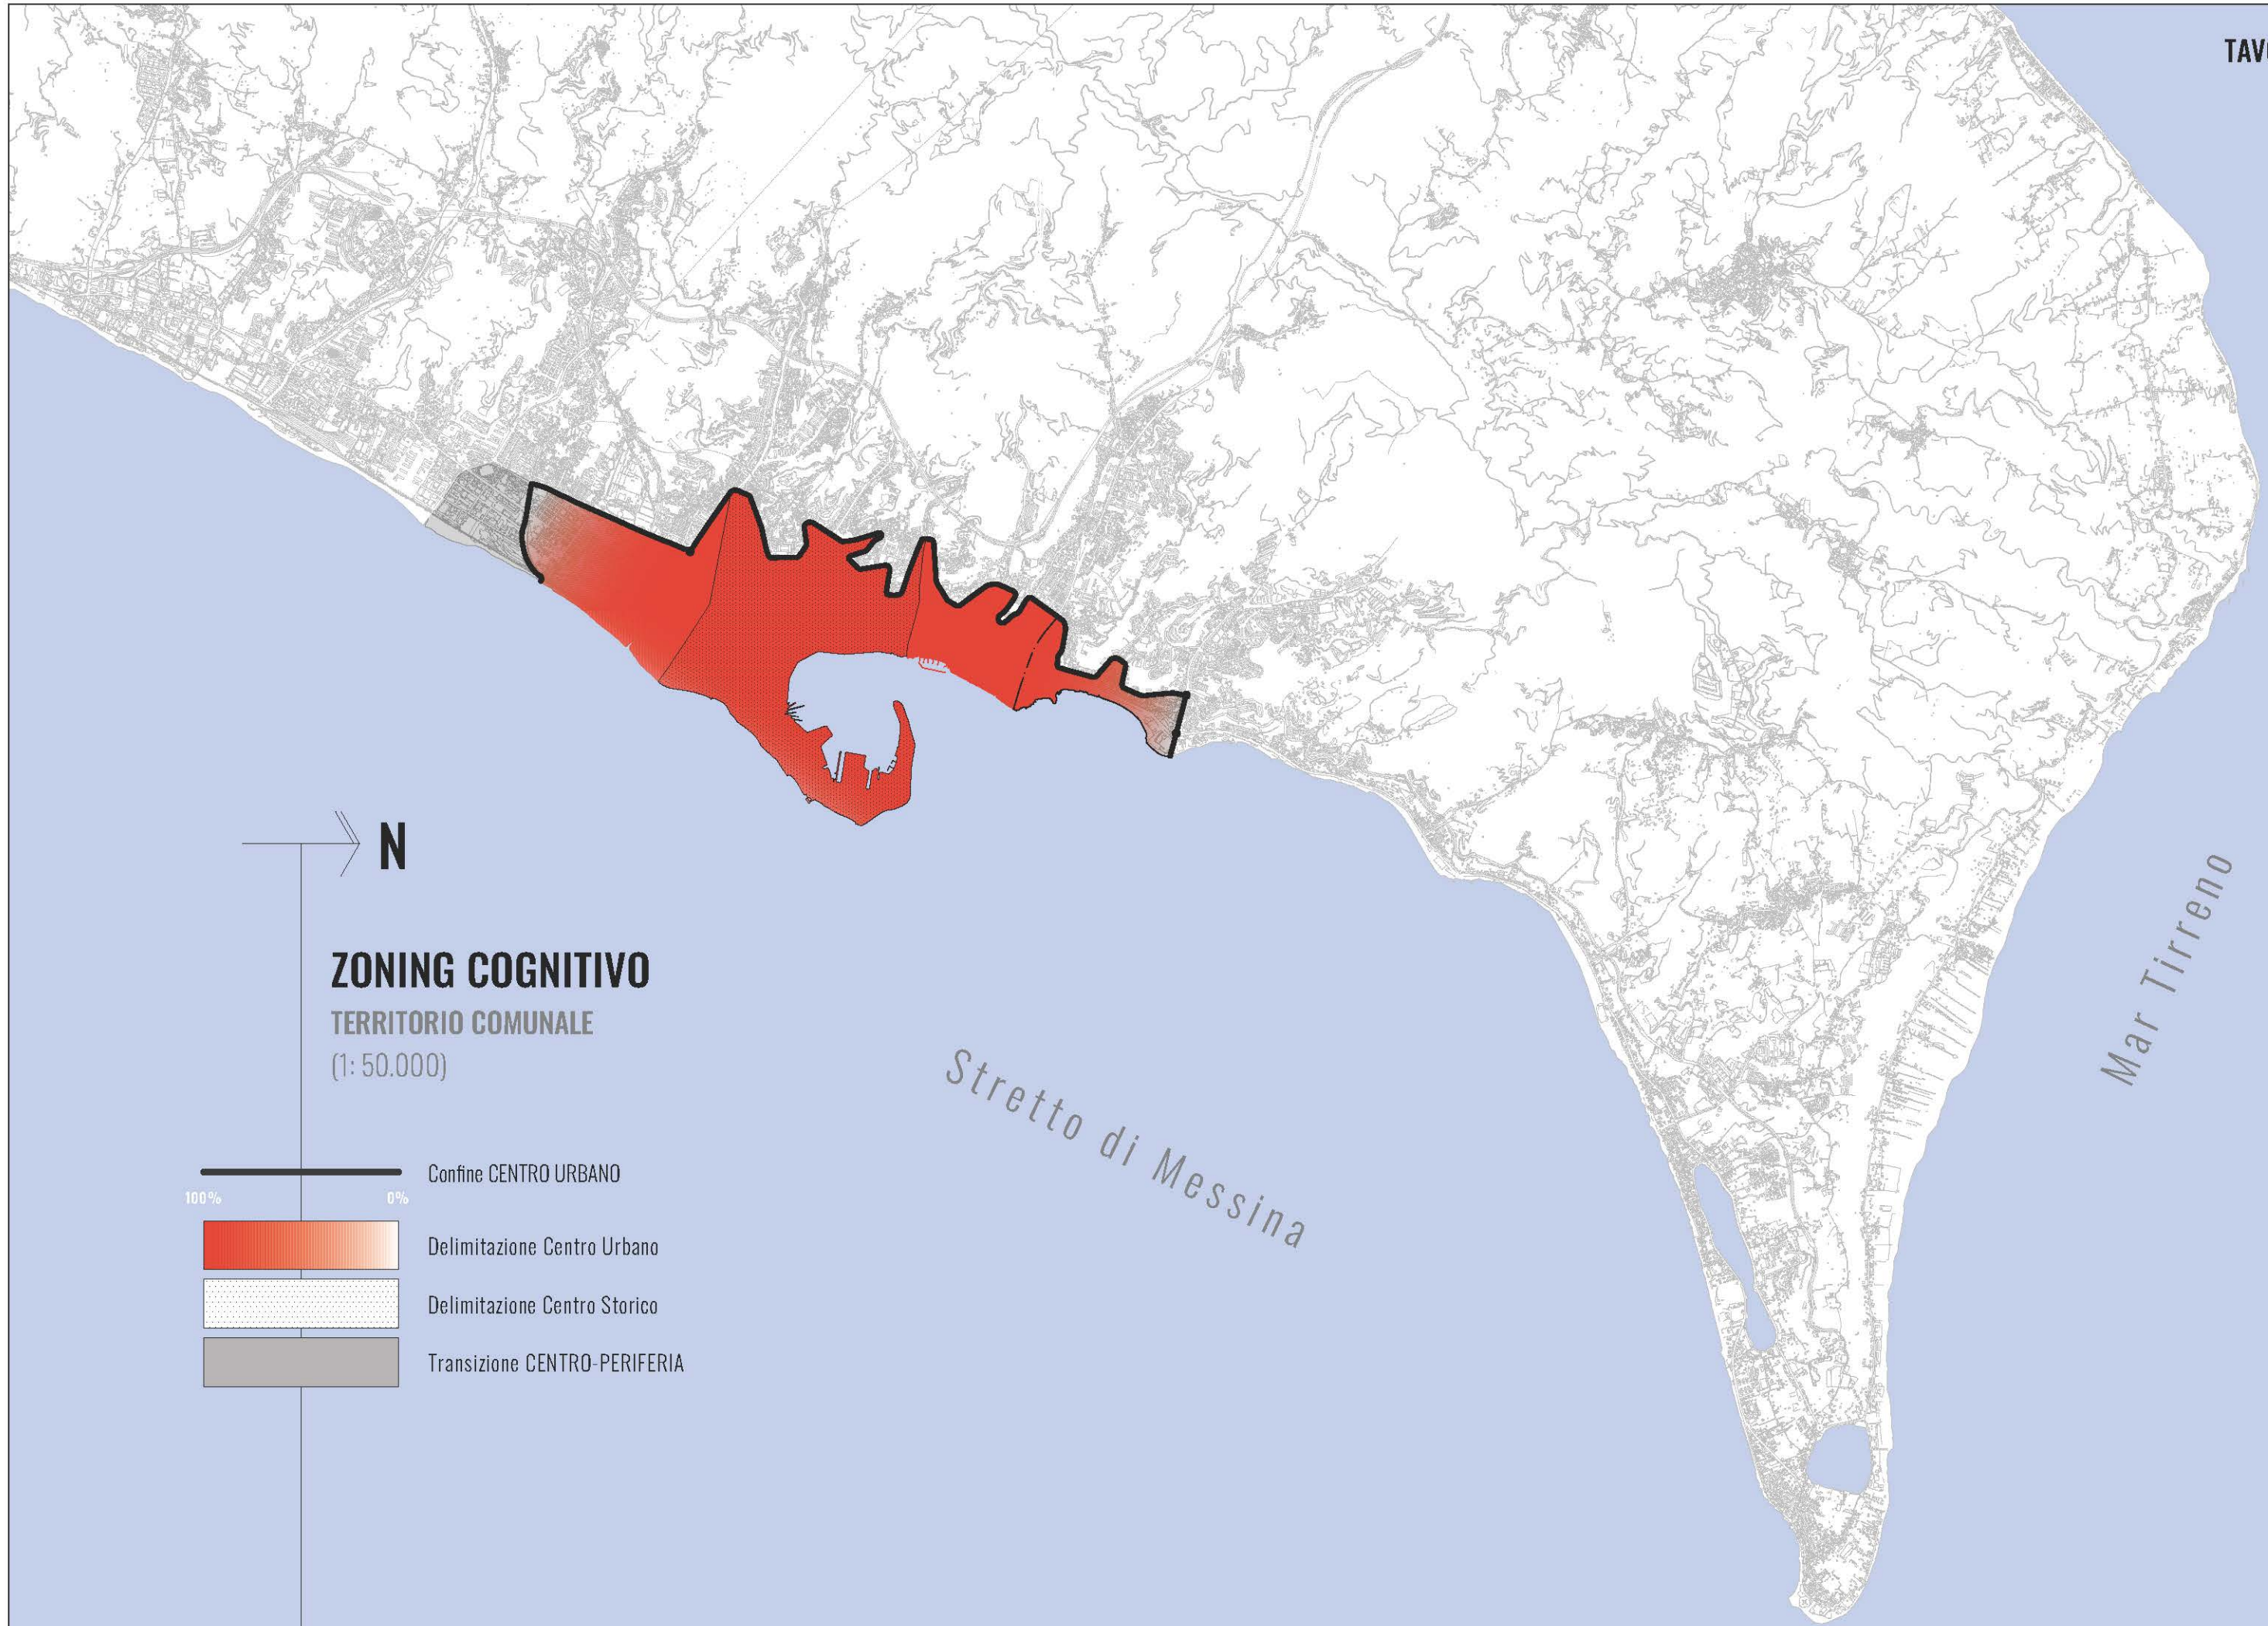 N
ZONING COGNITIVO
TERRITORIO COMUNALE
(1: 50.000)
Confine CENTRO URBANO
100% 0%
Delimitazione Centro Urbano
Delimitazione Centro Storico
Transizione CENTRO-PERIFERIA
Stretto di Messina
Mar Tirreno